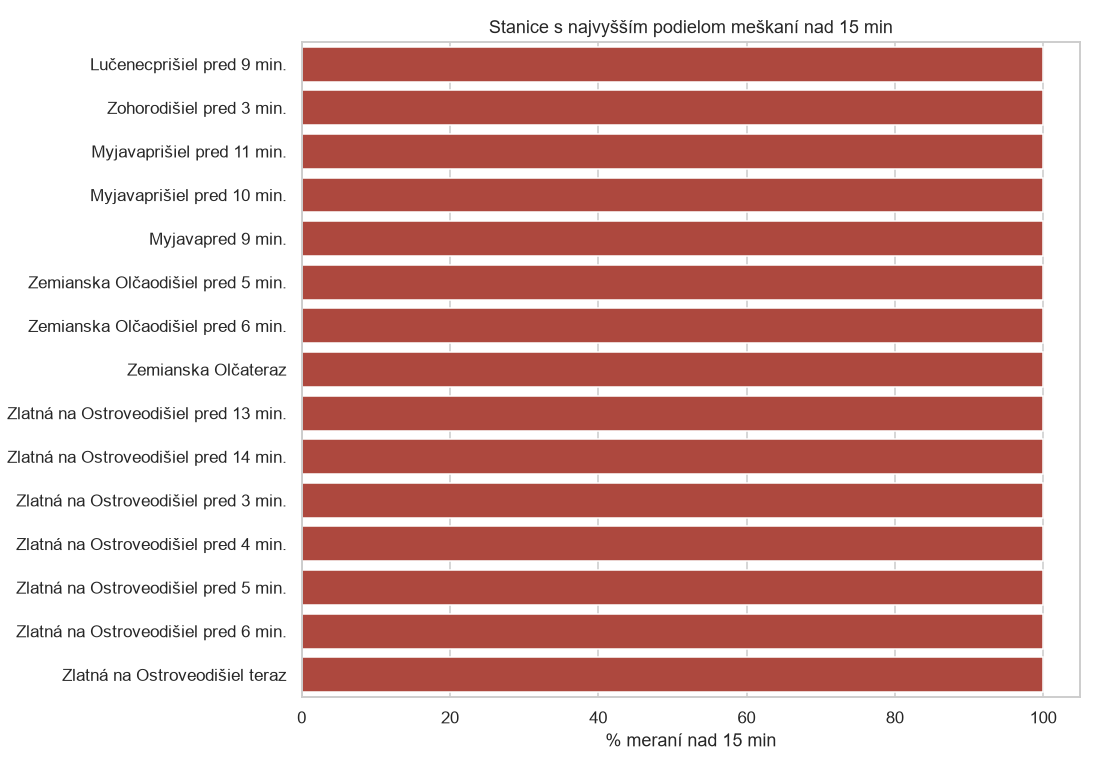 Stanice s najvyšším podielom meškaní nad 15 min
Lučenecprišiel pred 9 min.
Zohorodišiel pred 3 min.
Myjavaprišiel pred 11 min.
Myjavaprišiel pred 10 min.
Myjavapred 9 min.
Zemianska Olčaodišiel pred 5 min.
Zemianska Olčaodišiel pred 6 min.
Zemianska Olčateraz
Zlatná na Ostroveodišiel pred 13 min.
Zlatná na Ostroveodišiel pred 14 min.
Zlatná na Ostroveodišiel pred 3 min.
Zlatná na Ostroveodišiel pred 4 min.
Zlatná na Ostroveodišiel pred 5 min.
Zlatná na Ostroveodišiel pred 6 min.
Zlatná na Ostroveodišiel teraz
0 20 40 60 80 100
% meraní nad 15 min